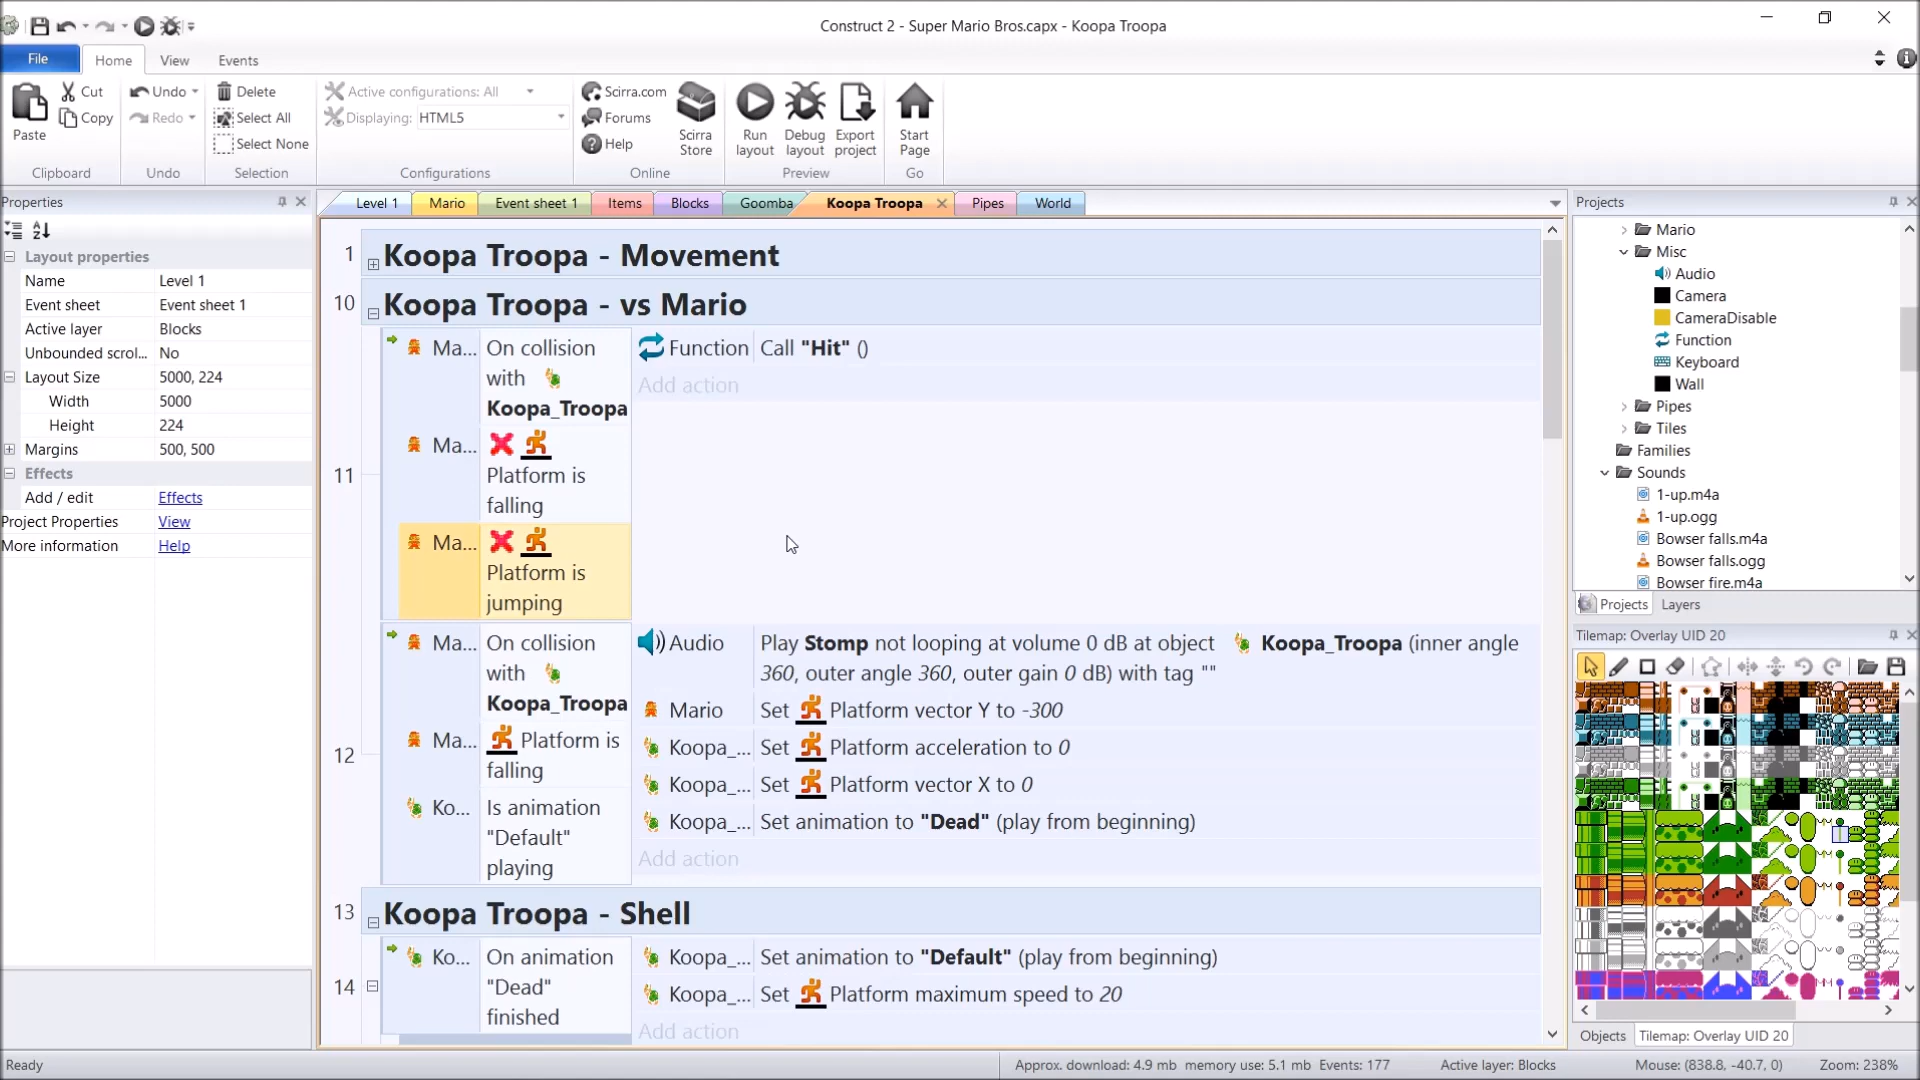 Construct 2 - Super Mario Bros.capx - Koopa Troopa
File Home View Events
Paste Cut Copy
Clipboard
Undo
Redo
Undo
Delete
Select All
Select None
Selection
Active configurations: All
Displaying: HTML5
Configurations
Scirra.com
Forums
Help
Scirra Store
Online
Run layout
Debug layout
Export project
Preview
Start Page
Go
Properties
Layout properties
Name Level 1
Event sheet Event sheet 1
Active layer Blocks
Unbounded scrol... No
Layout Size 5000, 224
Width 5000
Height 224
Margins 500, 500
Effects
Add / edit Effects
Project Properties View
More information Help
Level 1 Mario Event sheet 1 Items Blocks Goomba Koopa Troopa Pipes World
1 Koopa Troopa - Movement
10 Koopa Troopa - vs Mario
11
Ma... On collision
with
Koopa_Troopa
Ma...
Platform is
falling
Ma...
Platform is
jumping
Function Call "Hit" ()
Add action
12
Ma... On collision
with
Koopa_Troopa
Ma... Platform is
falling
Ko... Is animation
"Default"
playing
Audio Play Stomp not looping at volume 0 dB at object Koopa_Troopa (inner angle
360, outer angle 360, outer gain 0 dB) with tag ""
Mario Set Platform vector Y to -300
Koopa_... Set Platform acceleration to 0
Koopa_... Set Platform vector X to 0
Koopa_... Set animation to "Dead" (play from beginning)
Add action
13 Koopa Troopa - Shell
14
Ko... On animation
"Dead"
finished
Koopa_... Set animation to "Default" (play from beginning)
Koopa_... Set Platform maximum speed to 20
Add action
Projects
Mario
Misc
Audio
Camera
CameraDisable
Function
Keyboard
Wall
Pipes
Tiles
Families
Sounds
1-up.m4a
1-up.ogg
Bowser falls.m4a
Bowser falls.ogg
Bowser fire.m4a
Projects Layers
Tilemap: Overlay UID 20
Objects Tilemap: Overlay UID 20
Ready Approx. download: 4.9 mb memory use: 5.1 mb Events: 177 Active layer: Blocks Mouse: (838.8, -40.7, 0) Zoom: 238%